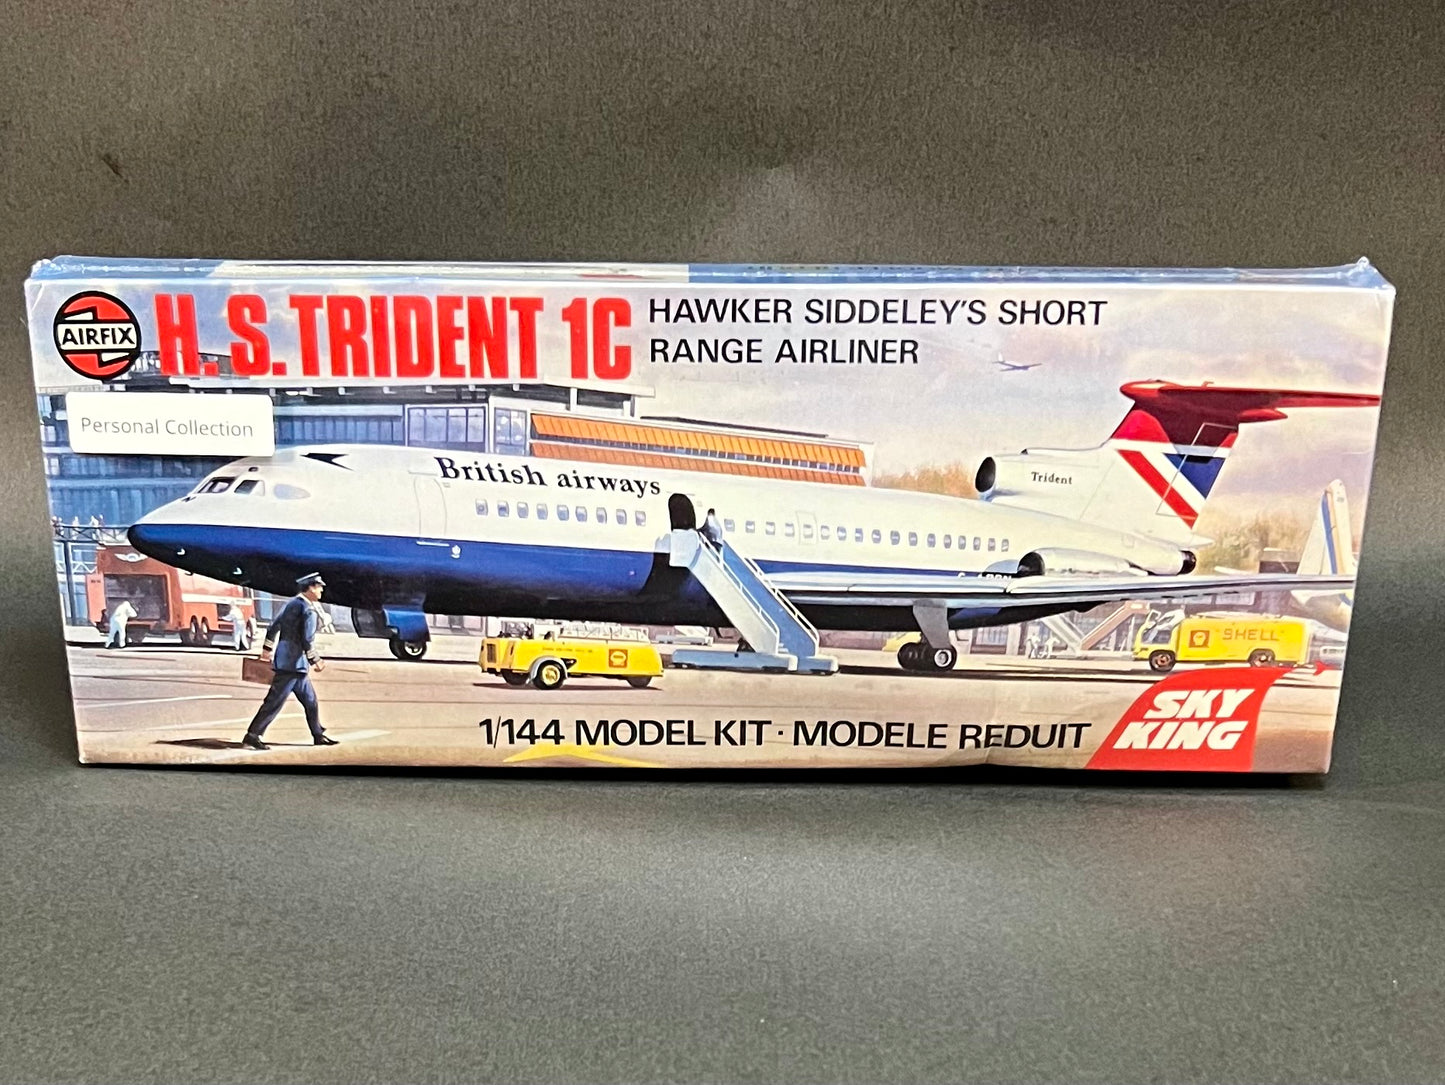 AIRFIX
H. S. TRIDENT 1C
HAWKER SIDDELEY'S SHORT
RANGE AIRLINER
Personal Collection
British airways
Trident
SHELL
1/144 MODEL KIT · MODELE REDUIT
SKY
KING